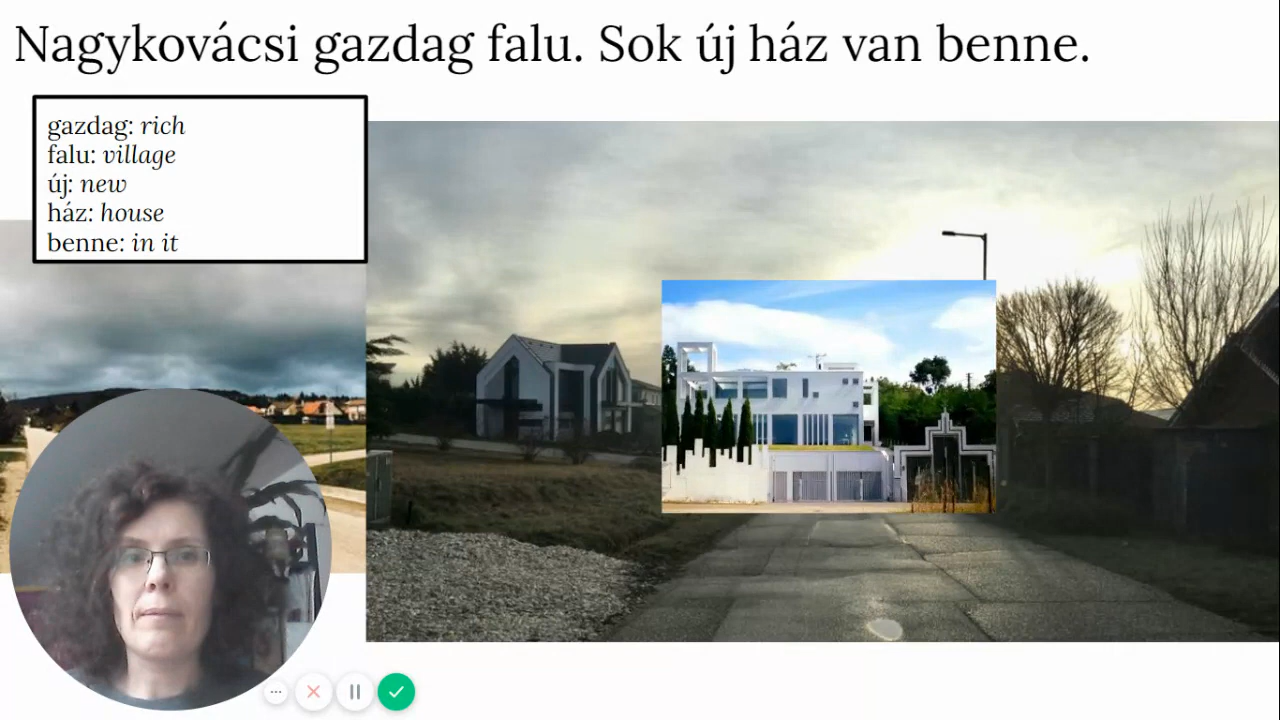 Nagykovácsi gazdag falu. Sok új ház van benne.
gazdag: rich
falu: village
új: new
ház: house
benne: in it